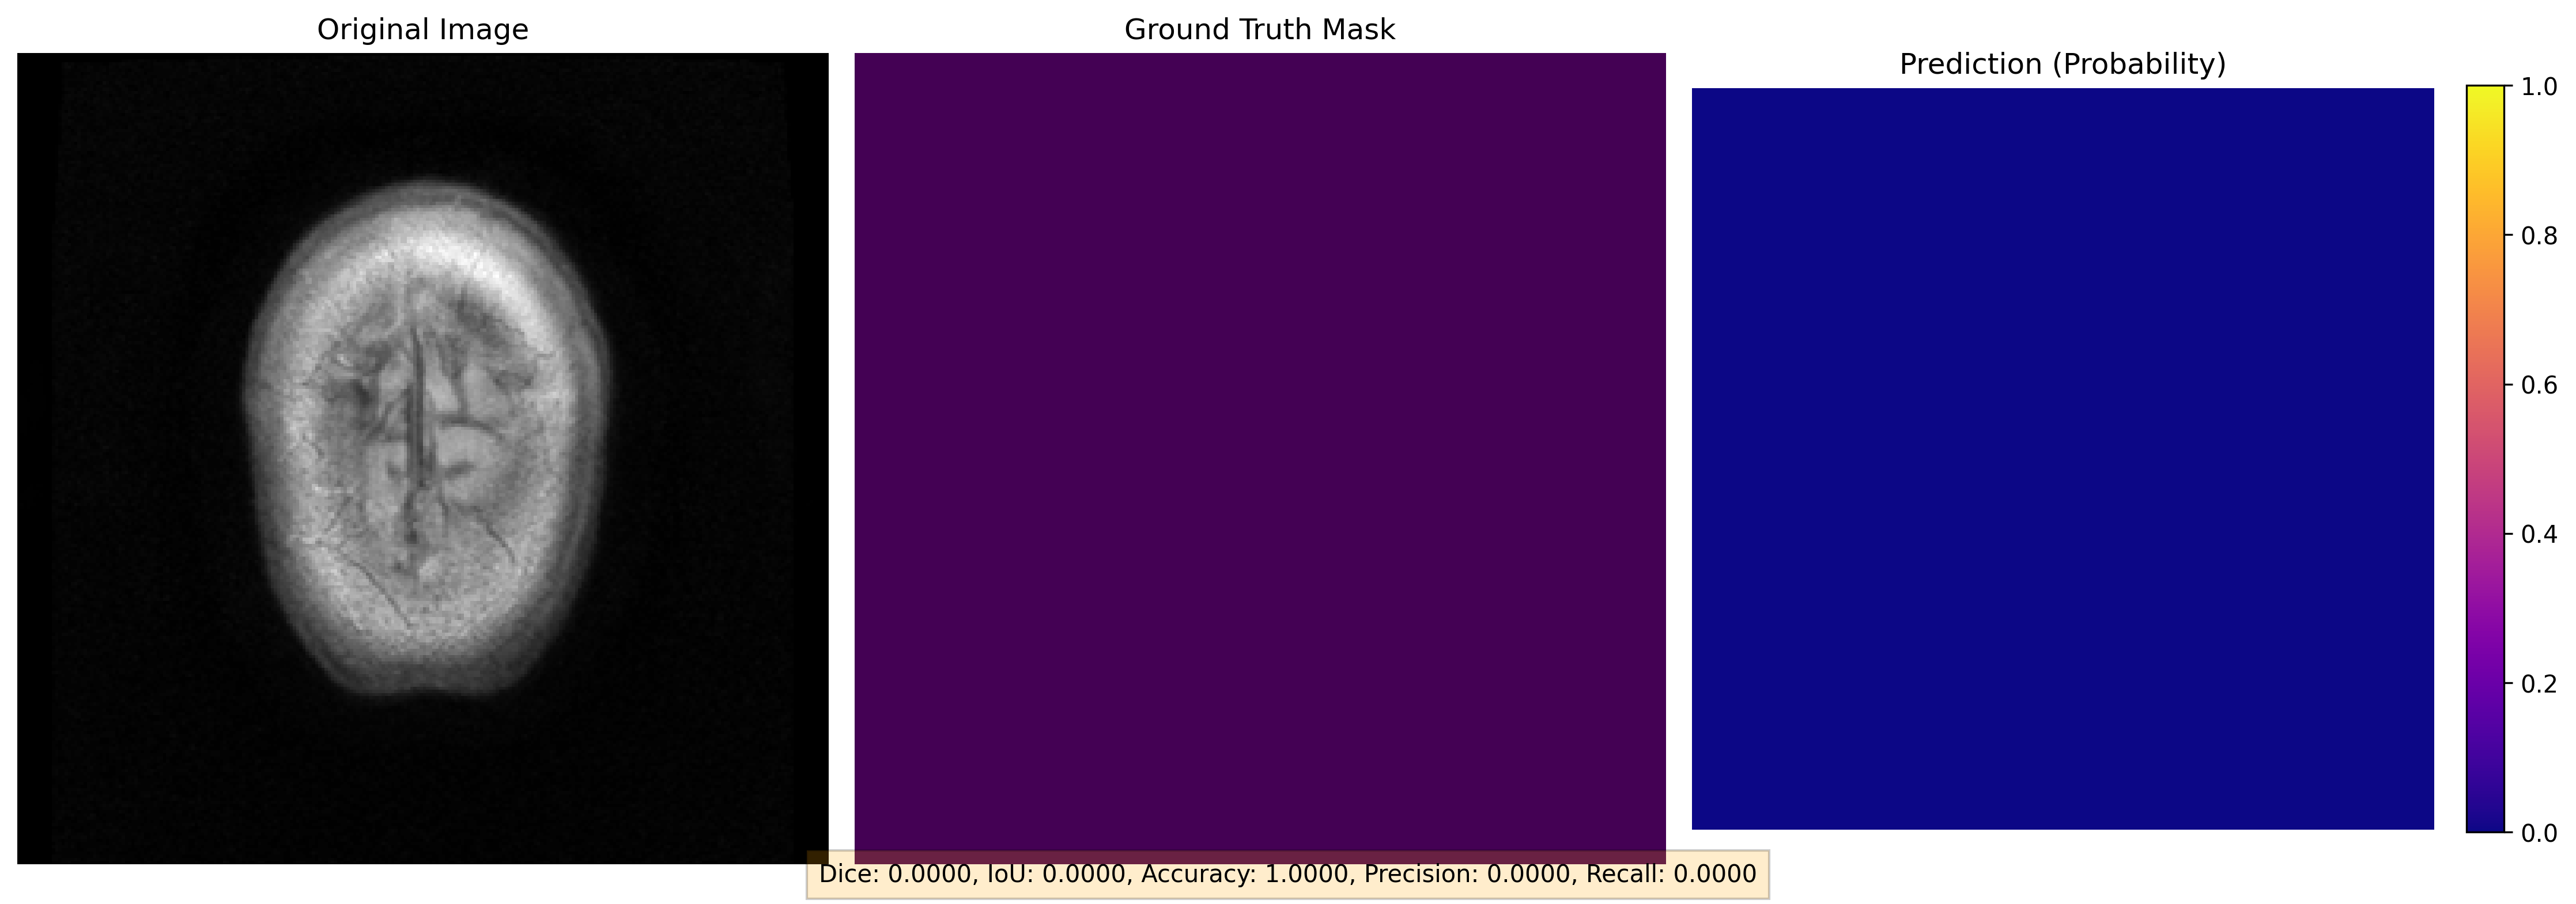 Original Image
Ground Truth Mask
Prediction (Probability)
1.0
0.8
0.6
0.4
0.2
0.0
Dice: 0.0000, IoU: 0.0000, Accuracy: 1.0000, Precision: 0.0000, Recall: 0.0000